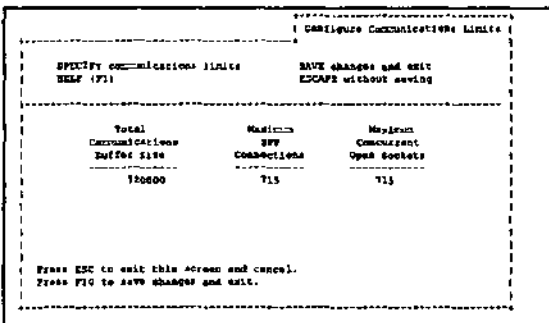 Configure Communications Limits
SPECIFY communications limits SAVE changes and exit
HELP (F1) ESCAPE without saving
Total Maximum Maximum
Communications SPP Concurrent
Buffer Size Connections Open Sockets
720000 715 715
Press ESC to exit this screen and cancel.
Press F10 to save changes and exit.